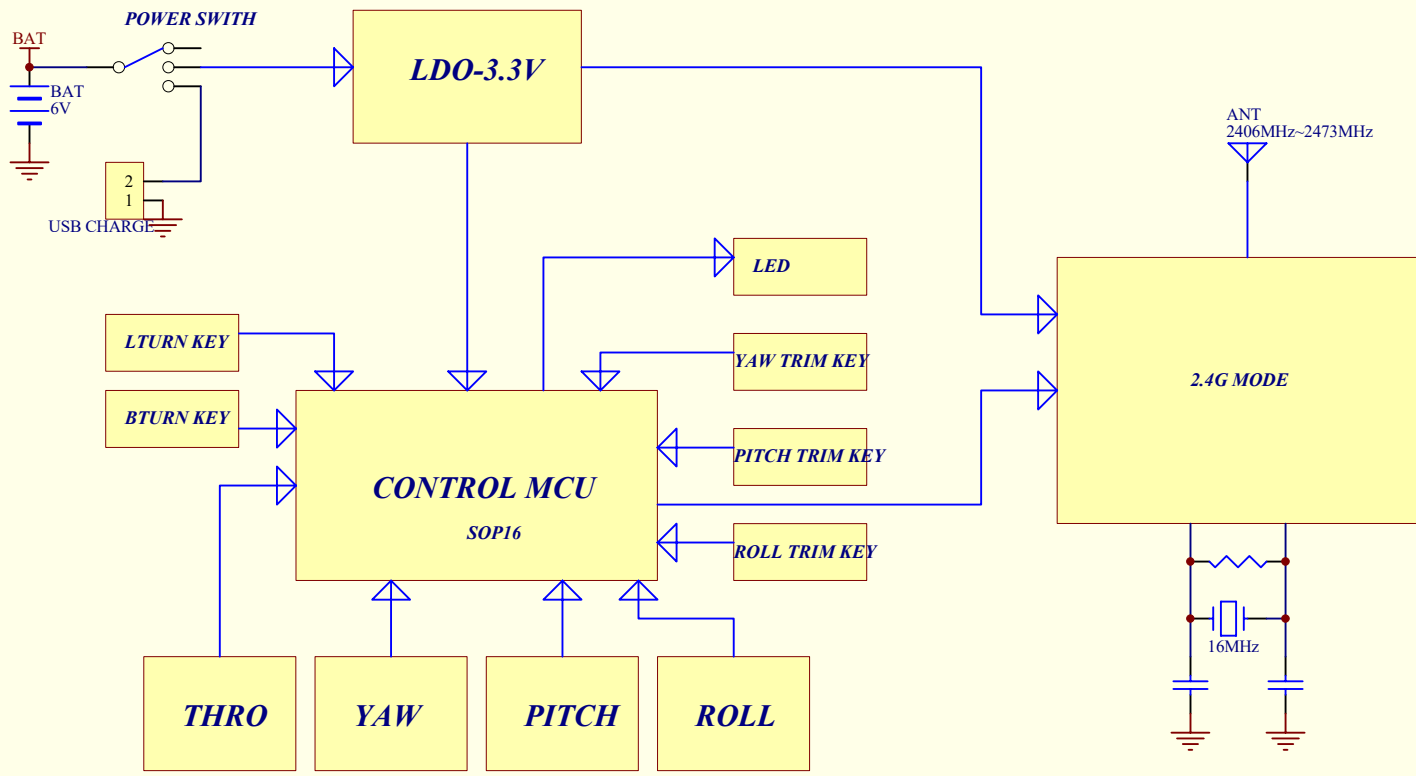 POWER SWITH
BAT
LDO-3.3V
BAT
6V
ANT
2406MHz~2473MHz
2
1
USB CHARGE
LED
LTURN KEY
YAW TRIM KEY
2.4G MODE
BTURN KEY
PITCH TRIM KEY
CONTROL MCU
SOP16
ROLL TRIM KEY
16MHz
THRO
YAW
PITCH
ROLL